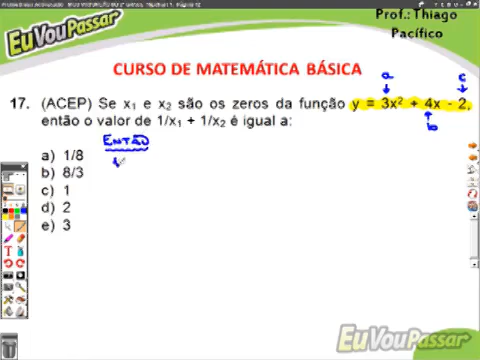 EuVouPassar
Prof.: Thiago
Pacífico
CURSO DE MATEMÁTICA BÁSICA
a
c
17. (ACEP) Se x₁ e x₂ são os zeros da função y = 3x² + 4x - 2,
então o valor de 1/x₁ + 1/x₂ é igual a:
b
ENTÃO
a) 1/8
b) 8/3
c) 1
d) 2
e) 3
EuVouPassar